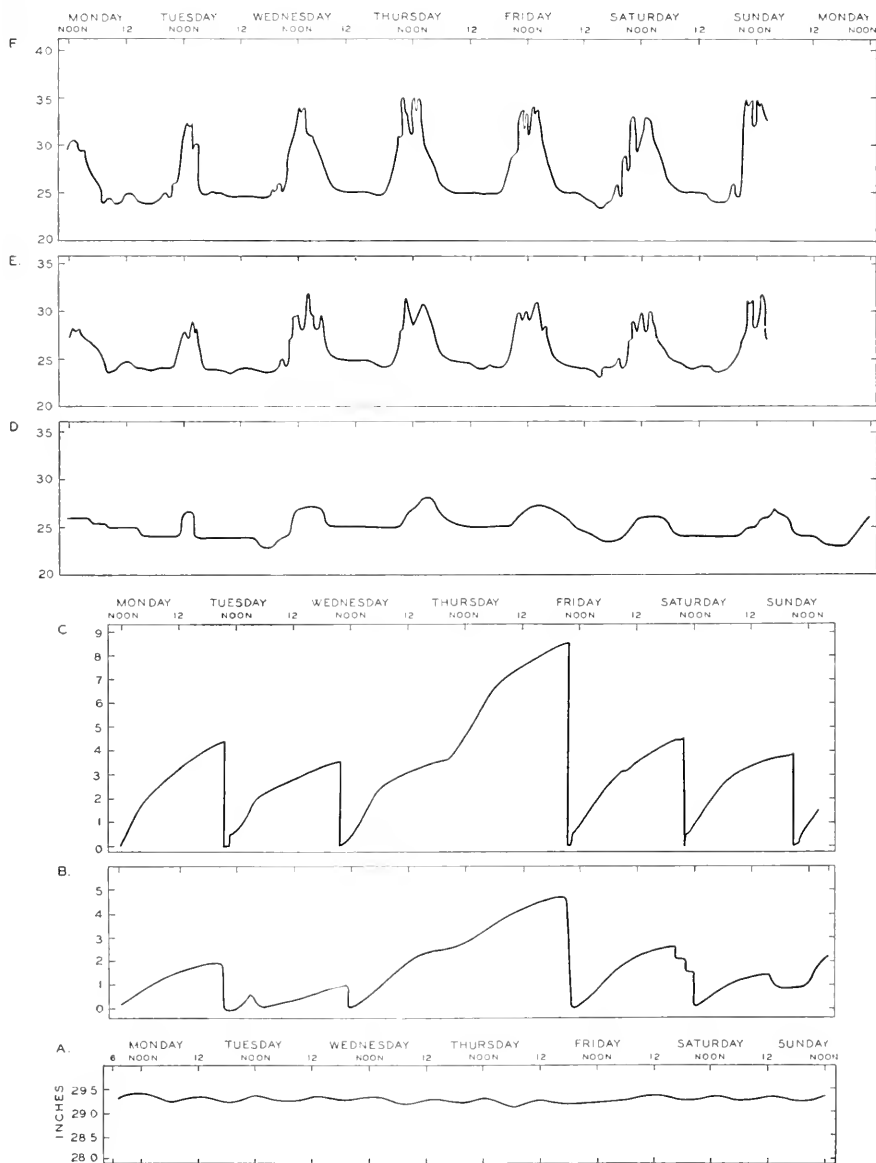 MONDAY TUESDAY WEDNESDAY THURSDAY FRIDAY SATURDAY SUNDAY MONDAY
NOON 12 NOON 12 NOON 12 NOON 12 NOON 12 NOON 12 NOON 12 NOON
F
40
35
30
25
20
E.
35
30
25
20
D
35
30
25
20
MONDAY TUESDAY WEDNESDAY THURSDAY FRIDAY SATURDAY SUNDAY
NOON 12 NOON 12 NOON 12 NOON 12 NOON 12 NOON 12 NOON
C
9
8
7
6
5
4
3
2
1
0
B.
5
4
3
2
1
0
A.
MONDAY TUESDAY WEDNESDAY THURSDAY FRIDAY SATURDAY SUNDAY
6 NOON 12 NOON 12 NOON 12 NOON 12 NOON 12 NOON 12 NOON
INCHES
29.5
29.0
28.5
28.0